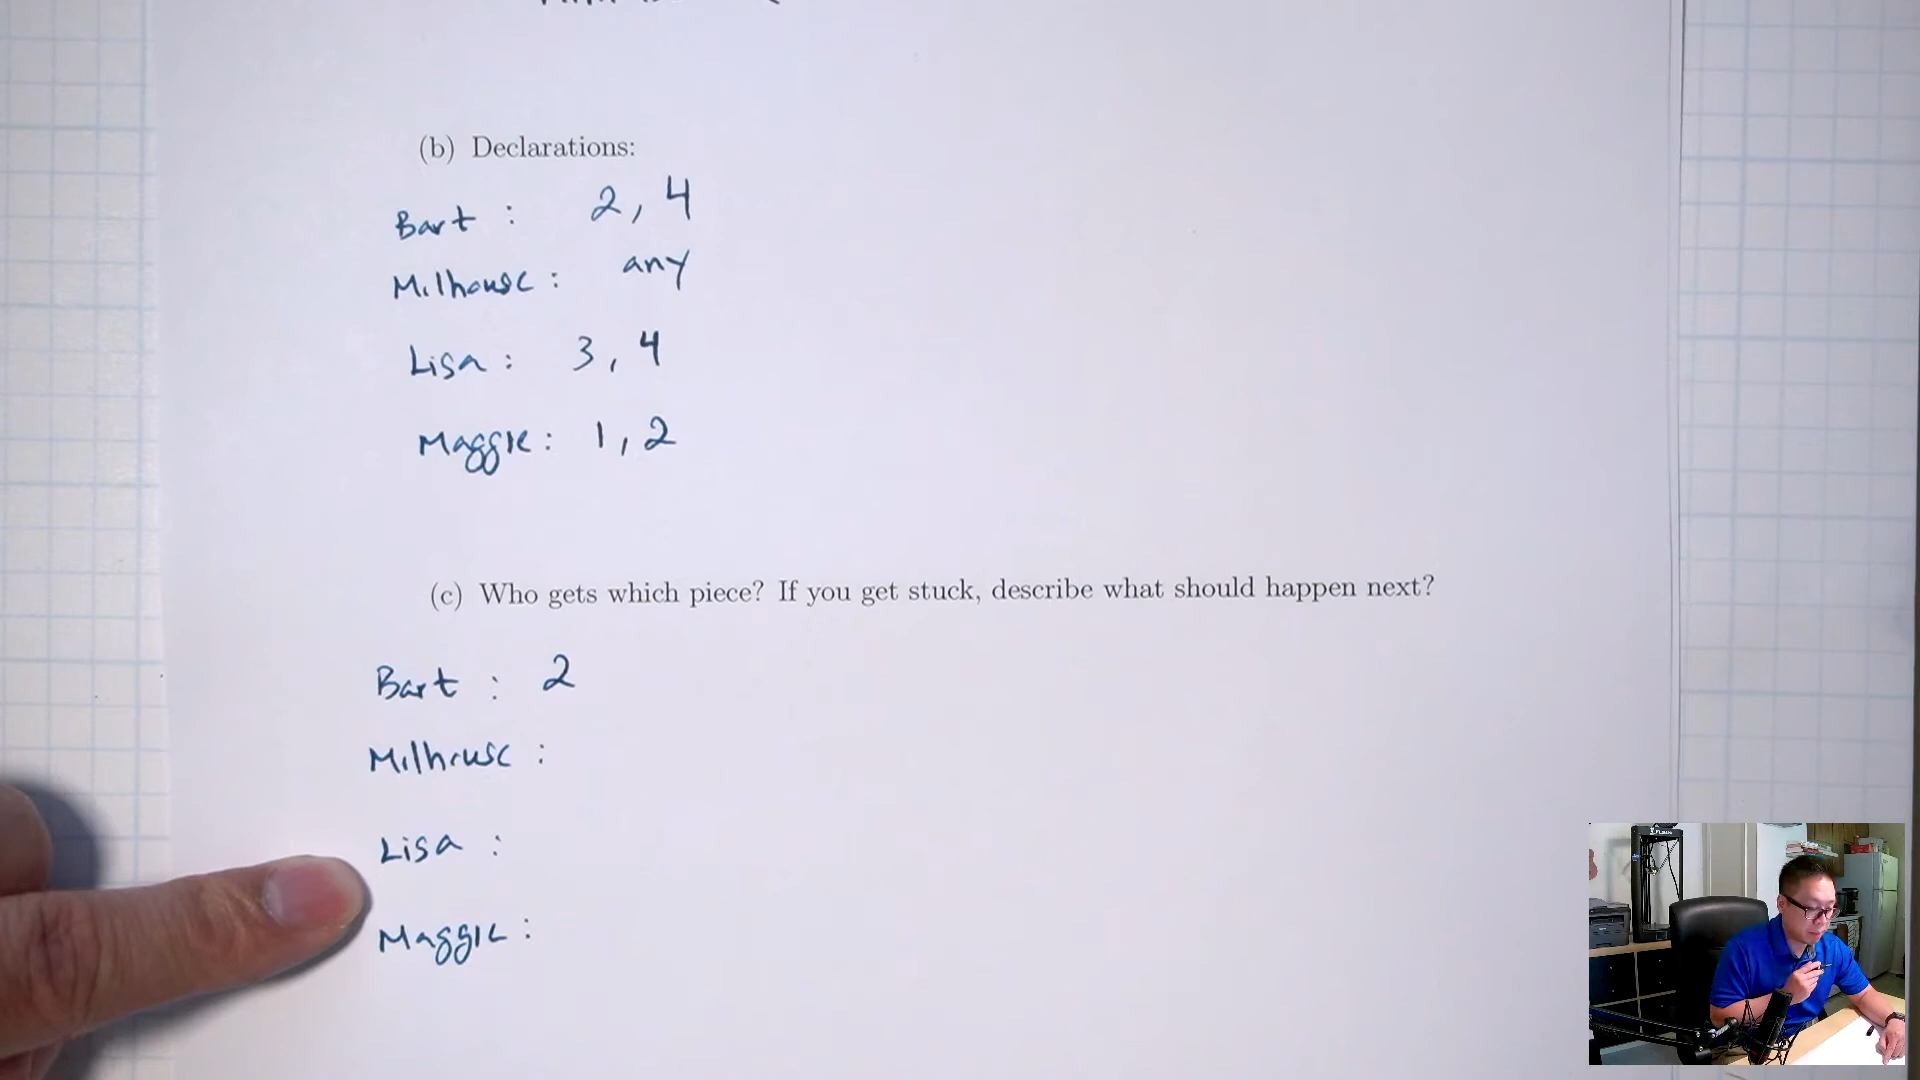 (b) Declarations:
Bart : 2, 4
Milhouse : any
Lisa : 3, 4
Maggie : 1, 2
(c) Who gets which piece? If you get stuck, describe what should happen next?
Bart : 2
Milhouse :
Lisa :
Maggie :